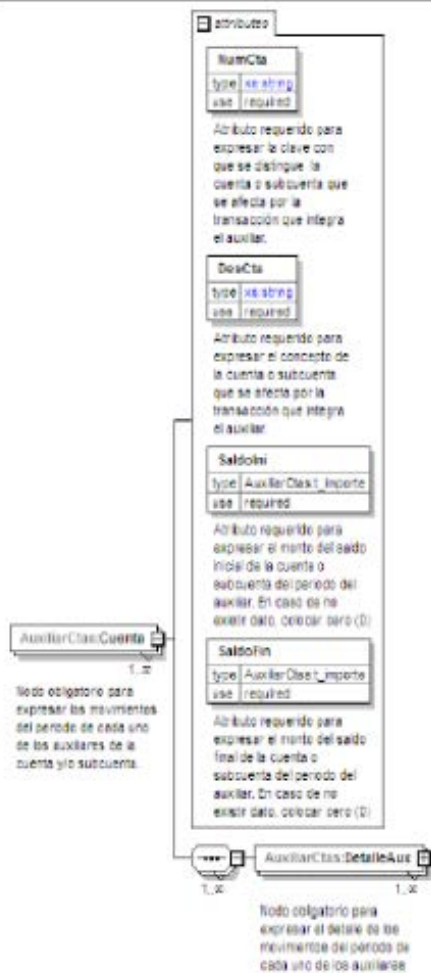 attributes
NumCta
type xs:string
use required
Atributo requerido para
expresar la clave con
que se distingue la
cuenta o subcuenta que
se afecta por la
transacción que integra
el auxiliar.
DesCta
type xs:string
use required
Atributo requerido para
expresar el concepto de
la cuenta o subcuenta
que se afecta por la
transacción que integra
el auxiliar
SaldoIni
type AuxiliarCtas:t_Importe
use required
Atributo requerido para
expresar el monto del saldo
inicial de la cuenta o
subcuenta del periodo del
auxiliar. En caso de no
existir dato, colocar cero (0)
SaldoFin
type AuxiliarCtas:t_Importe
use required
Atributo requerido para
expresar el monto del saldo
final de la cuenta o
subcuenta del periodo del
auxiliar. En caso de no
existir dato, colocar cero (0)
AuxiliarCtas:Cuenta
1..∞
Nodo obligatorio para
expresar los movimientos
del periodo de cada uno
de los auxiliares de la
cuenta y/o subcuenta.
1..∞
AuxiliarCtas:DetalleAux
1..∞
Nodo obligatorio para
expresar el detalle de los
movimientos del periodo de
cada uno de los auxiliares